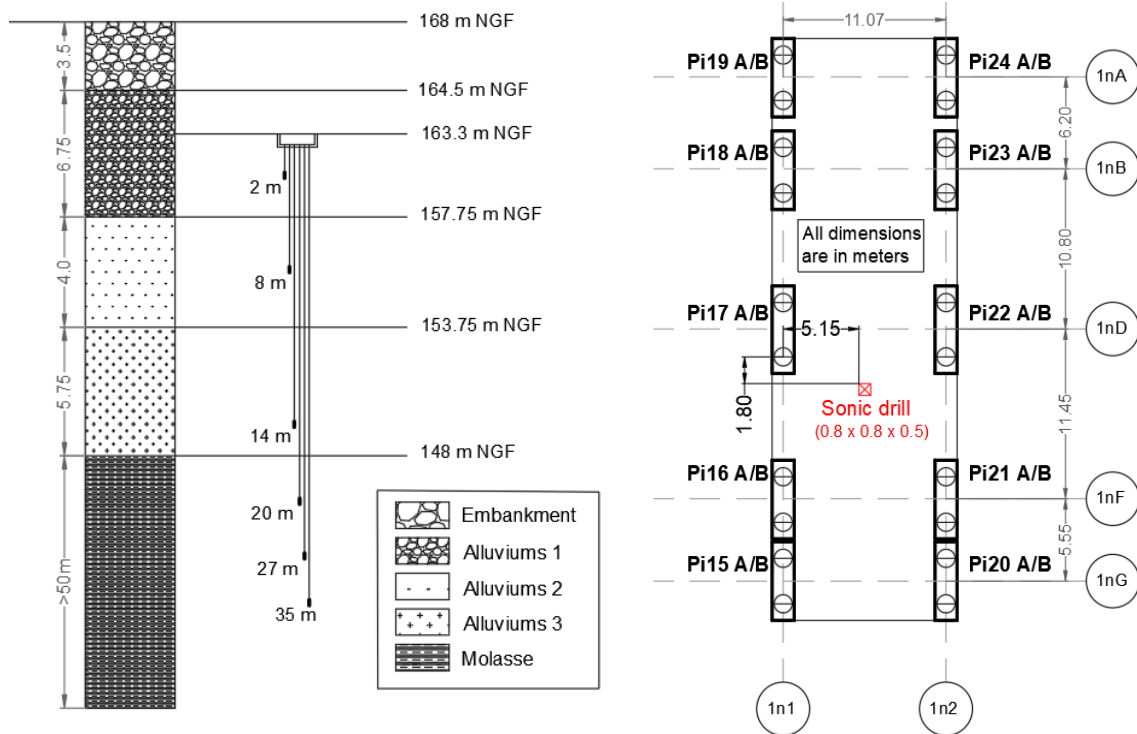 168 m NGF
3.5
164.5 m NGF
163.3 m NGF
6.75
2 m
157.75 m NGF
8 m
4.0
153.75 m NGF
5.75
14 m
148 m NGF
20 m
27 m
35 m
>50m
Embankment
Alluviums 1
Alluviums 2
Alluviums 3
Molasse
11.07
Pi19 A/B
Pi24 A/B
1nA
6.20
Pi18 A/B
Pi23 A/B
1nB
All dimensions
are in meters
10.80
Pi17 A/B
Pi22 A/B
5.15
1nD
1.80
Sonic drill
(0.8 x 0.8 x 0.5)
11.45
Pi16 A/B
Pi21 A/B
1nF
5.55
Pi15 A/B
Pi20 A/B
1nG
1n1
1n2